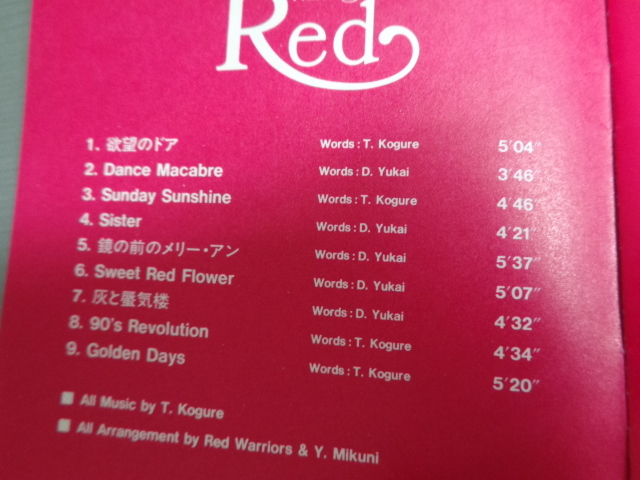 Red
1. 欲望のドア Words : T. Kogure 5'04"
2. Dance Macabre Words : D. Yukai 3'46"
3. Sunday Sunshine Words : T. Kogure 4'46"
4. Sister Words : D. Yukai 4'21"
5. 鏡の前のメリー・アン Words : D. Yukai 5'37"
6. Sweet Red Flower Words : D. Yukai 5'07"
7. 灰と蜃気楼 Words : D. Yukai 4'32"
8. 90's Revolution Words : T. Kogure 4'34"
9. Golden Days Words : T. Kogure 5'20"
■ All Music by T. Kogure
■ All Arrangement by Red Warriors & Y. Mikuni